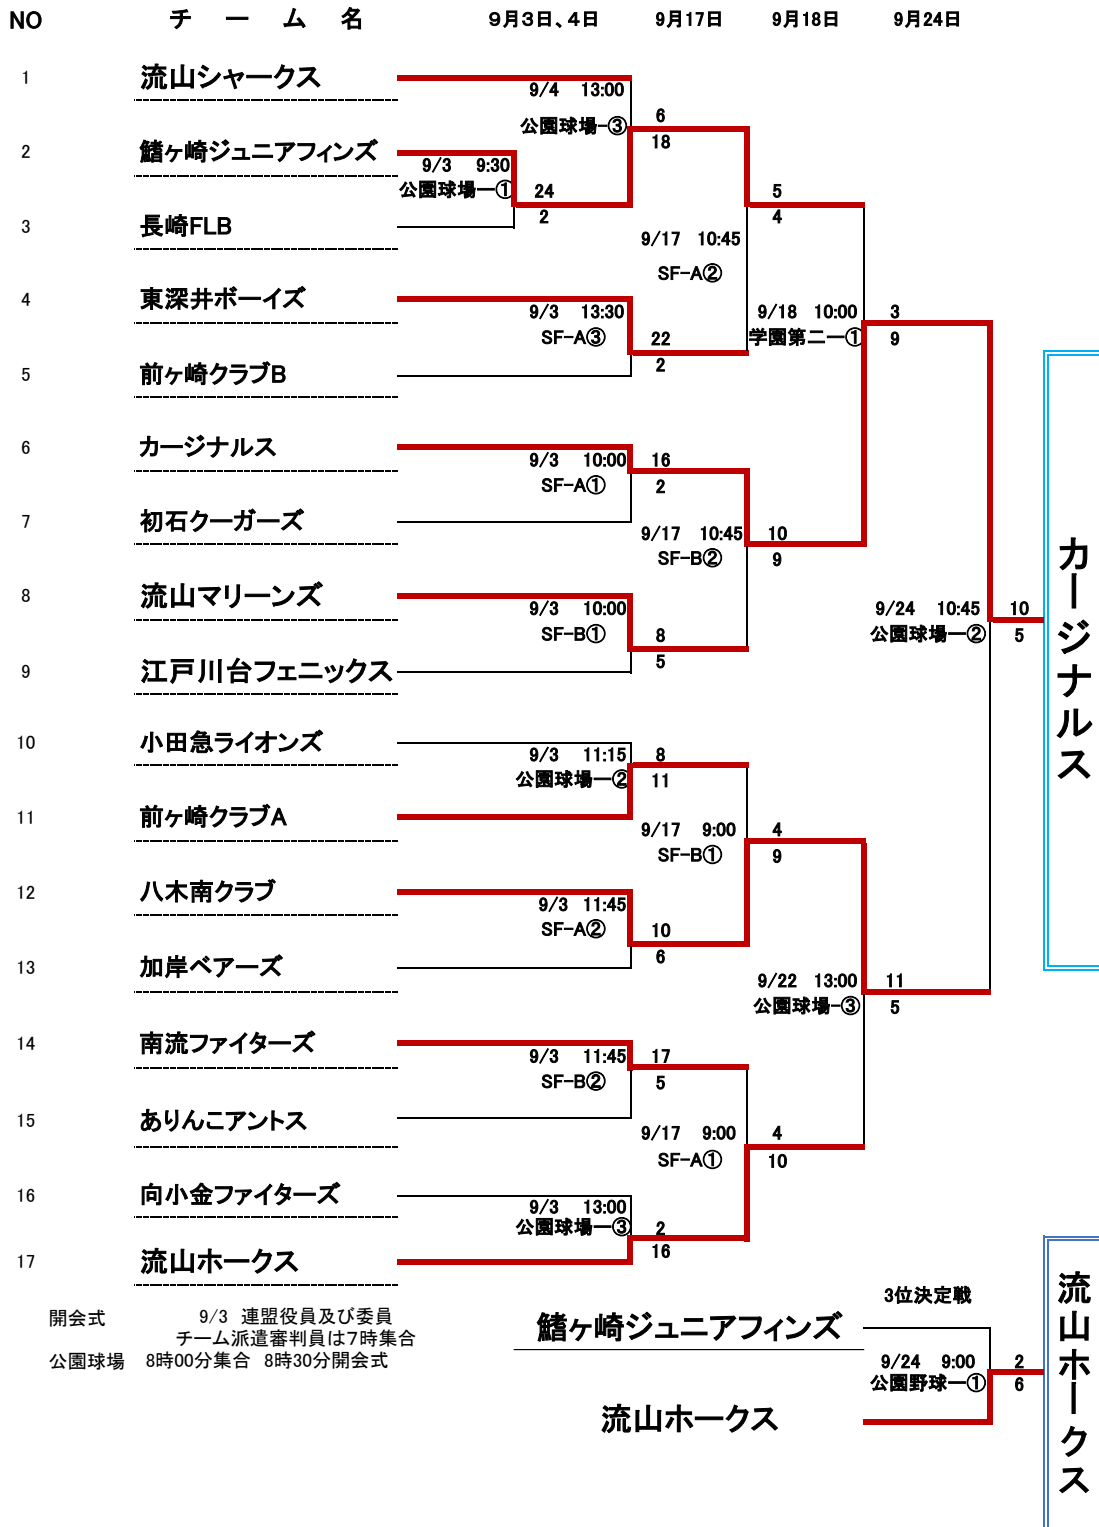 NO チーム名 9月3日、4日 9月17日 9月18日 9月24日
1 流山シャークス
9/4 13:00
公園球場-③
6
18
2 鰭ヶ崎ジュニアフィンズ
9/3 9:30
公園球場ー①
24
2
5
4
3 長崎FLB
9/17 10:45
SF-A②
4 東深井ボーイズ
9/3 13:30
SF-A③
22
2
9/18 10:00
学園第二ー①
3
9
5 前ヶ崎クラブB
6 カージナルス
9/3 10:00
SF-A①
16
2
7 初石クーガーズ
9/17 10:45
SF-B②
10
9
8 流山マリーンズ
9/3 10:00
SF-B①
8
5
9/24 10:45
公園球場ー②
10
5
カージナルス
9 江戸川台フェニックス
10 小田急ライオンズ
9/3 11:15
公園球場ー②
8
11
11 前ヶ崎クラブA
9/17 9:00
SF-B①
4
9
12 八木南クラブ
9/3 11:45
SF-A②
10
6
13 加岸ベアーズ
9/22 13:00
公園球場-③
11
5
14 南流ファイターズ
9/3 11:45
SF-B②
17
5
15 ありんこアントス
9/17 9:00
SF-A①
4
10
16 向小金ファイターズ
9/3 13:00
公園球場ー③
2
16
17 流山ホークス
開会式 9/3 連盟役員及び委員
チーム派遣審判員は7時集合
公園球場 8時00分集合 8時30分開会式
3位決定戦
鰭ヶ崎ジュニアフィンズ
9/24 9:00
公園野球ー①
2
6
流山ホークス
流山ホークス